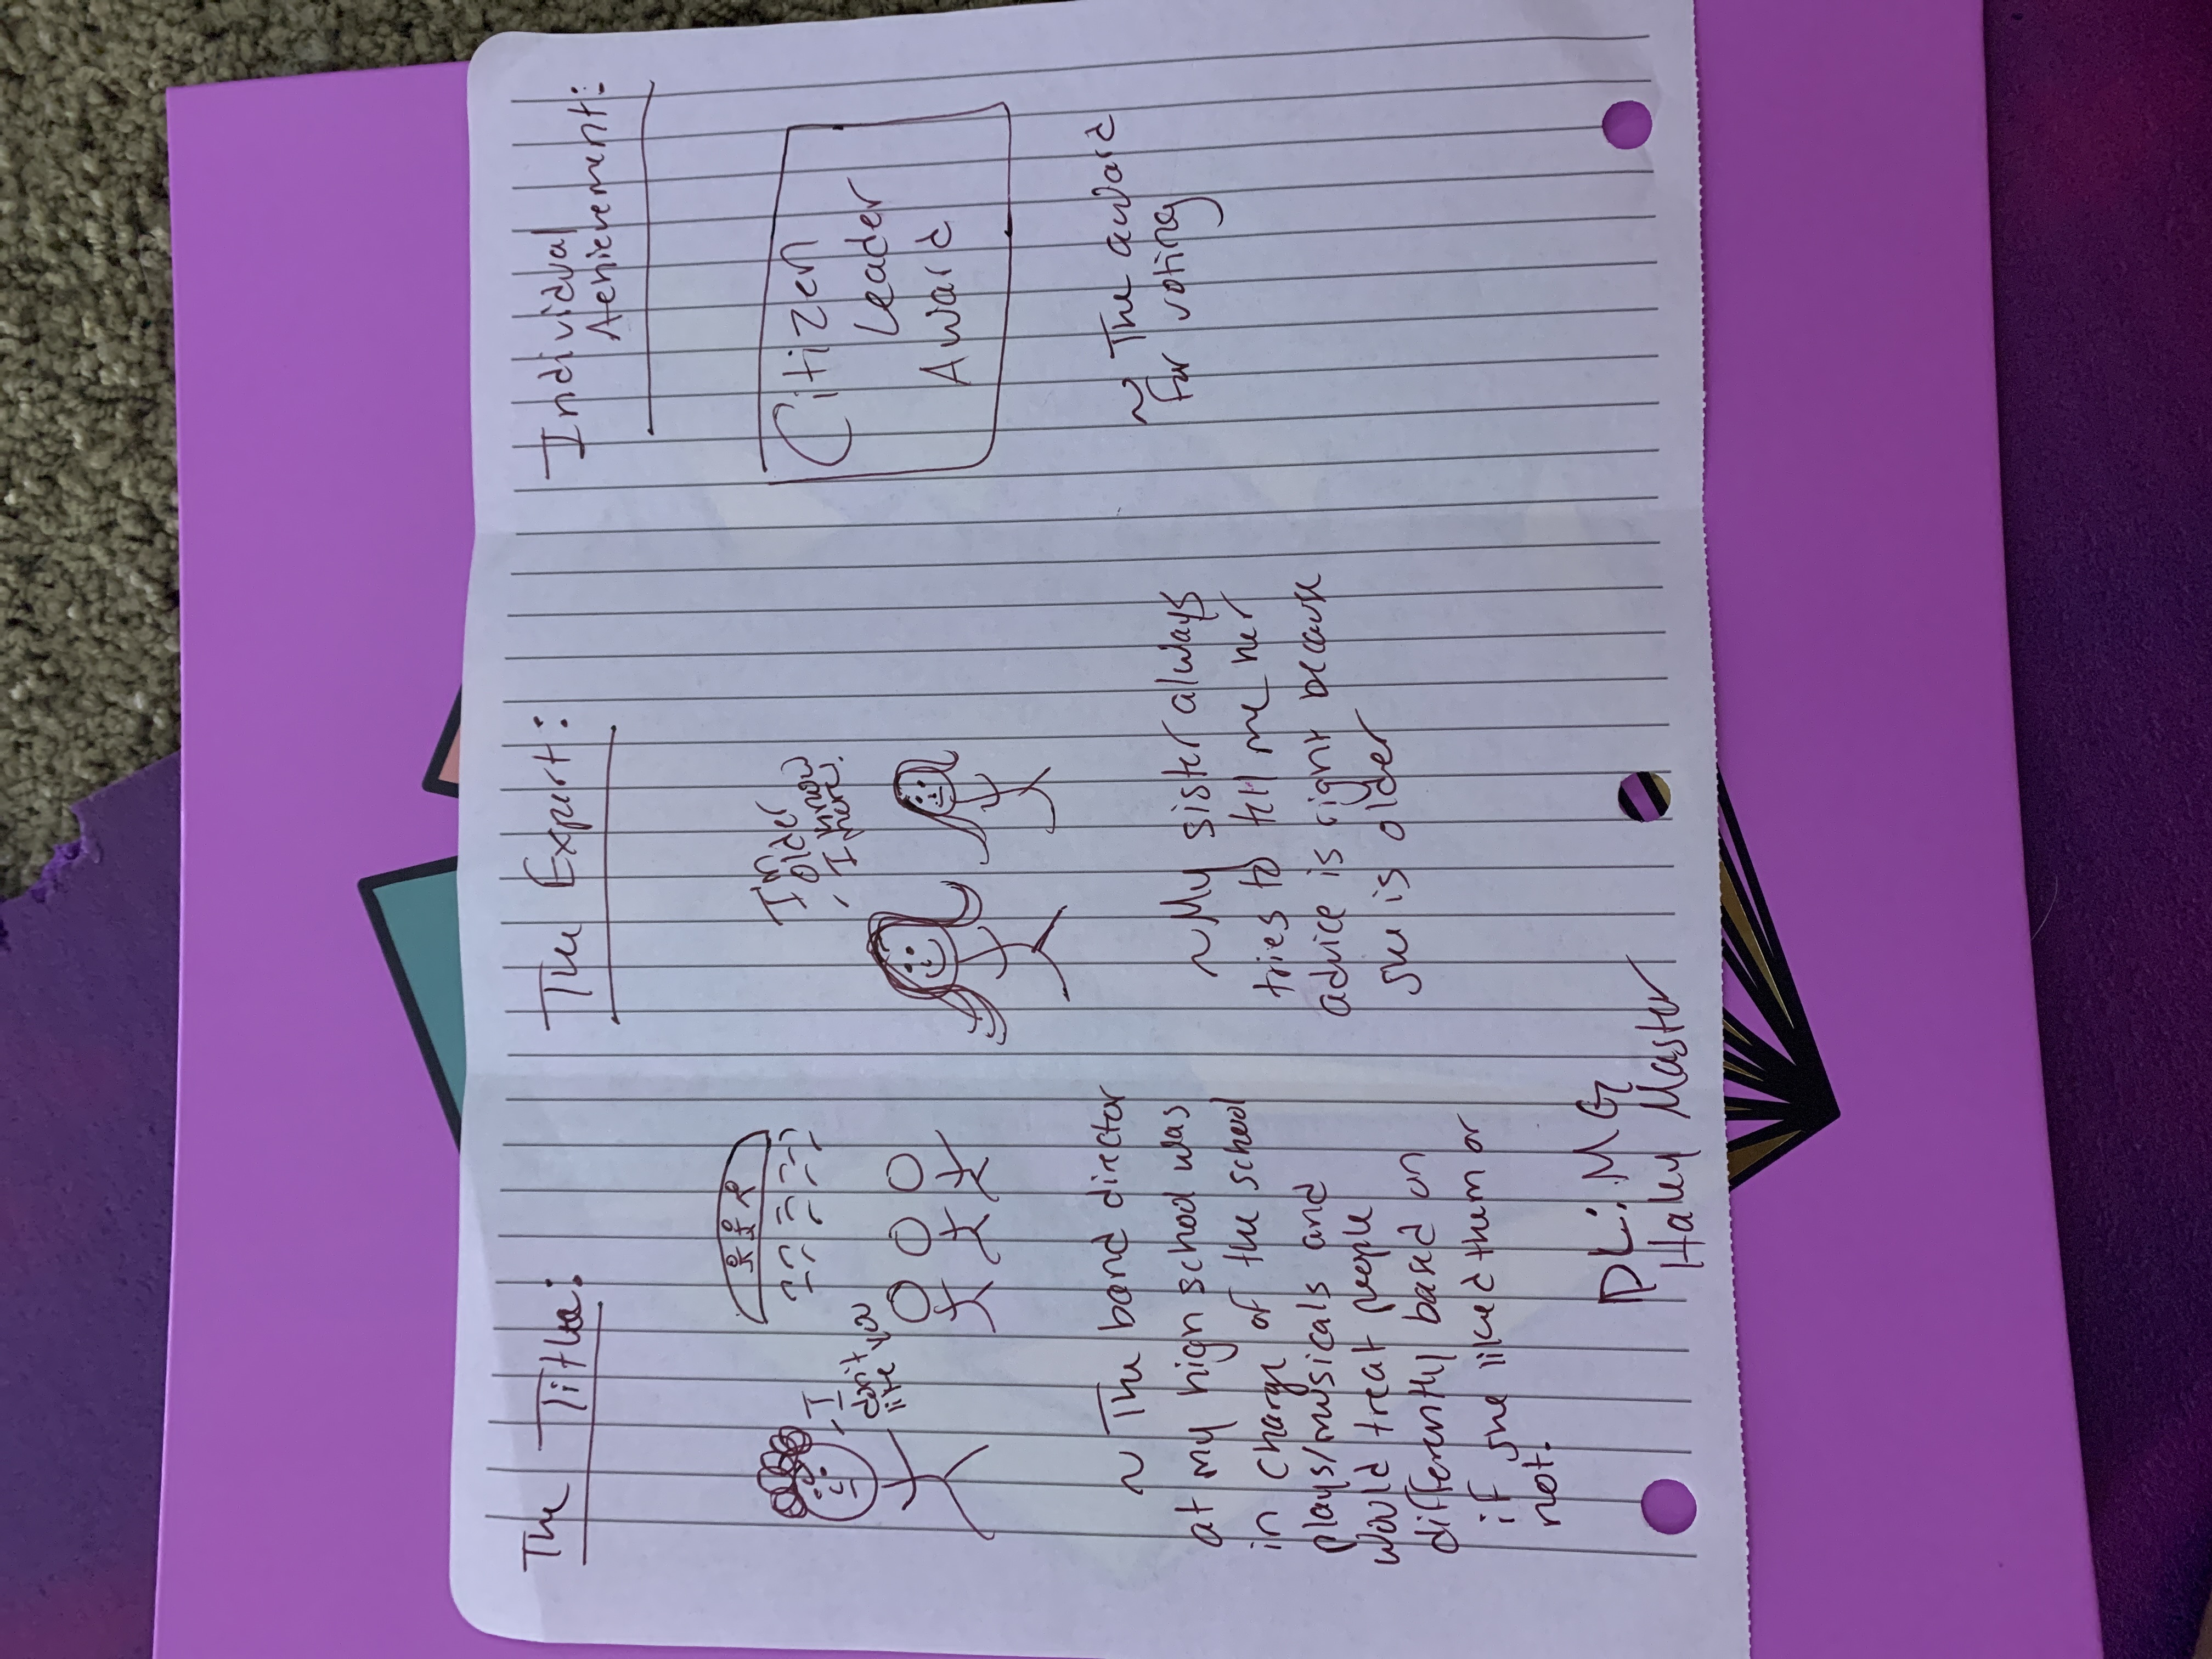 The Title:
I
don't
like you
~ The band director
at my high school was
in charge of the school
plays/musicals and
would treat people
differently based on
if she liked them or
not.
DL: MG
Haley Master
The Expert:
I'm
older
I know
more!
~My sister always
tries to tell me her
advice is right because
she is older
Individual
Achievement:
Citizen
Leader
Award
~ The award
for voting